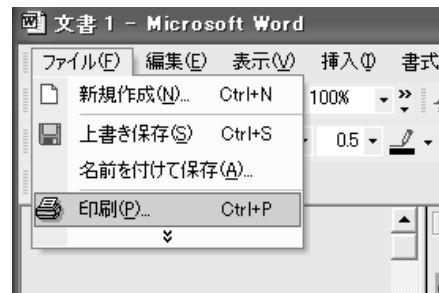 文書 1 - Microsoft Word
ファイル(F) 編集(E) 表示(V) 挿入(I) 書式
新規作成(N)... Ctrl+N 100%
上書き保存(S) Ctrl+S 0.5
名前を付けて保存(A)...
印刷(P)... Ctrl+P